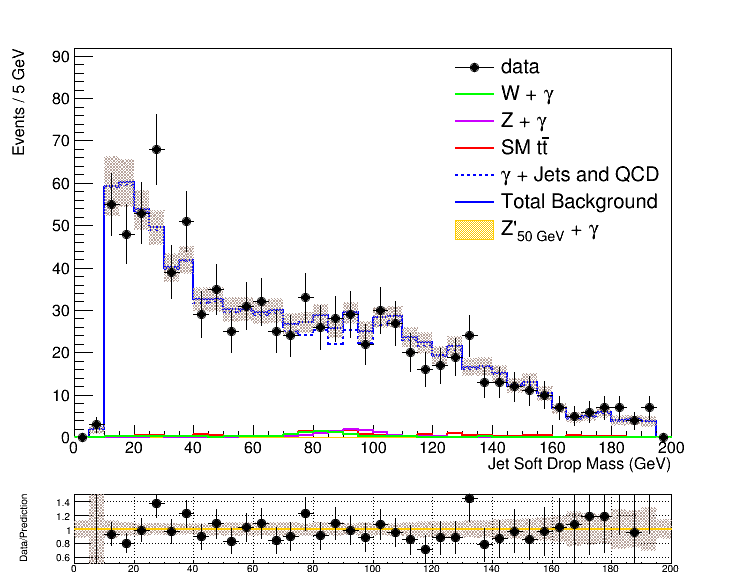 Events / 5 GeV
90
80
70
60
50
40
30
20
10
0
data
W + γ
Z + γ
SM tt̄
γ + Jets and QCD
Total Background
Z'50 GeV + γ
0 20 40 60 80 100 120 140 160 180 200
Jet Soft Drop Mass (GeV)
Data/Prediction
1.4
1.2
1
0.8
0.6
0 20 40 60 80 100 120 140 160 180 200